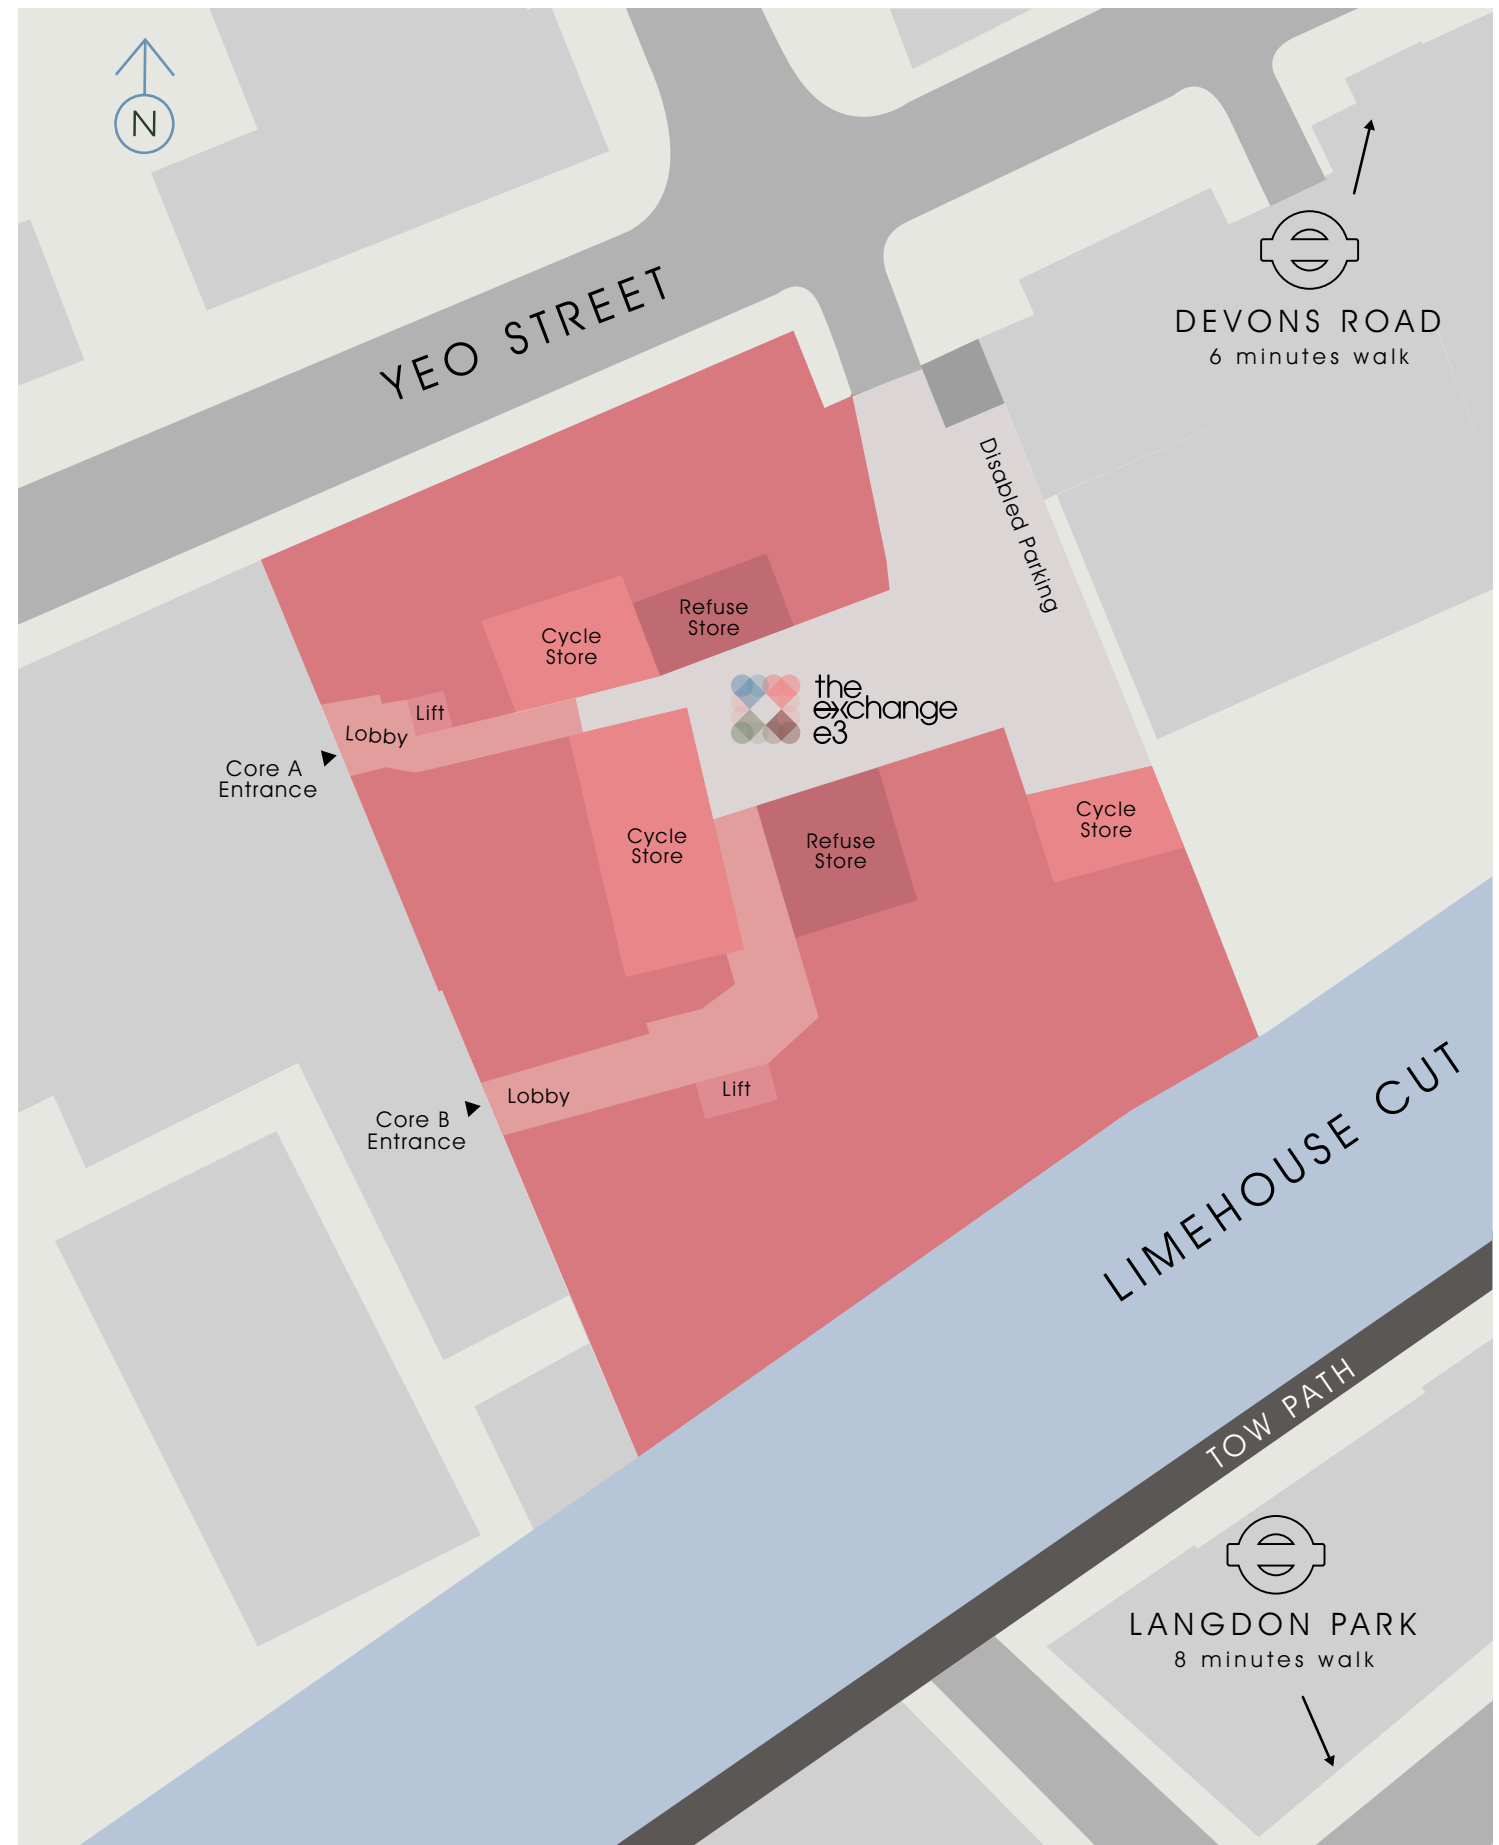 N
DEVONS ROAD
6 minutes walk
YEO STREET
Disabled Parking
Cycle
Store
Refuse
Store
the
exchange
e3
Lift
Lobby
Core A
Entrance
Cycle
Store
Refuse
Store
Cycle
Store
Lobby
Lift
Core B
Entrance
LIMEHOUSE CUT
TOW PATH
LANGDON PARK
8 minutes walk